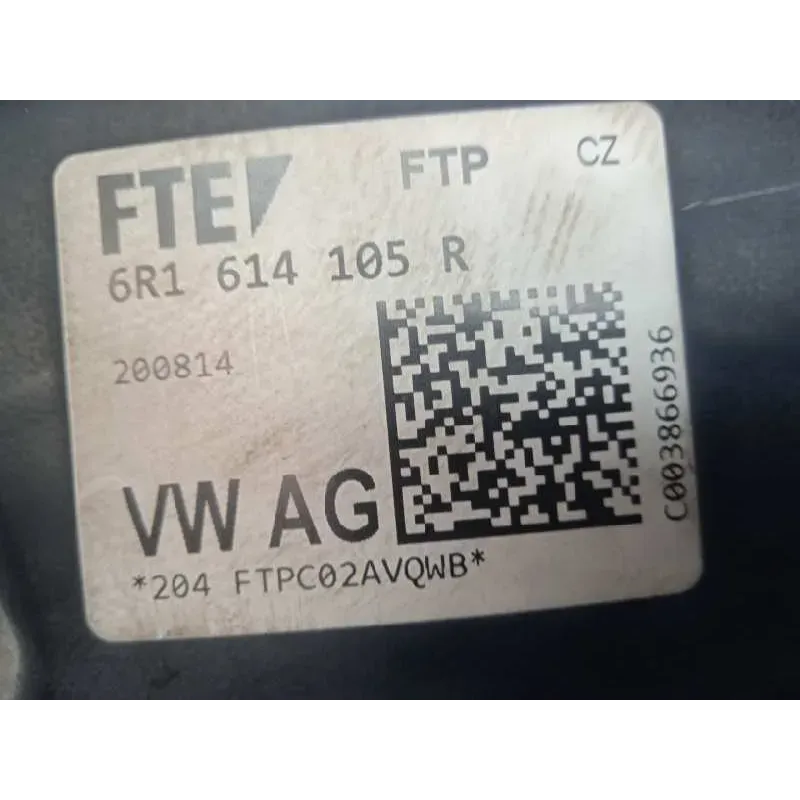 FTE FTP CZ
6R1 614 105 R
200814
VW AG
*204 FTPC02AVQWB*
C003866936